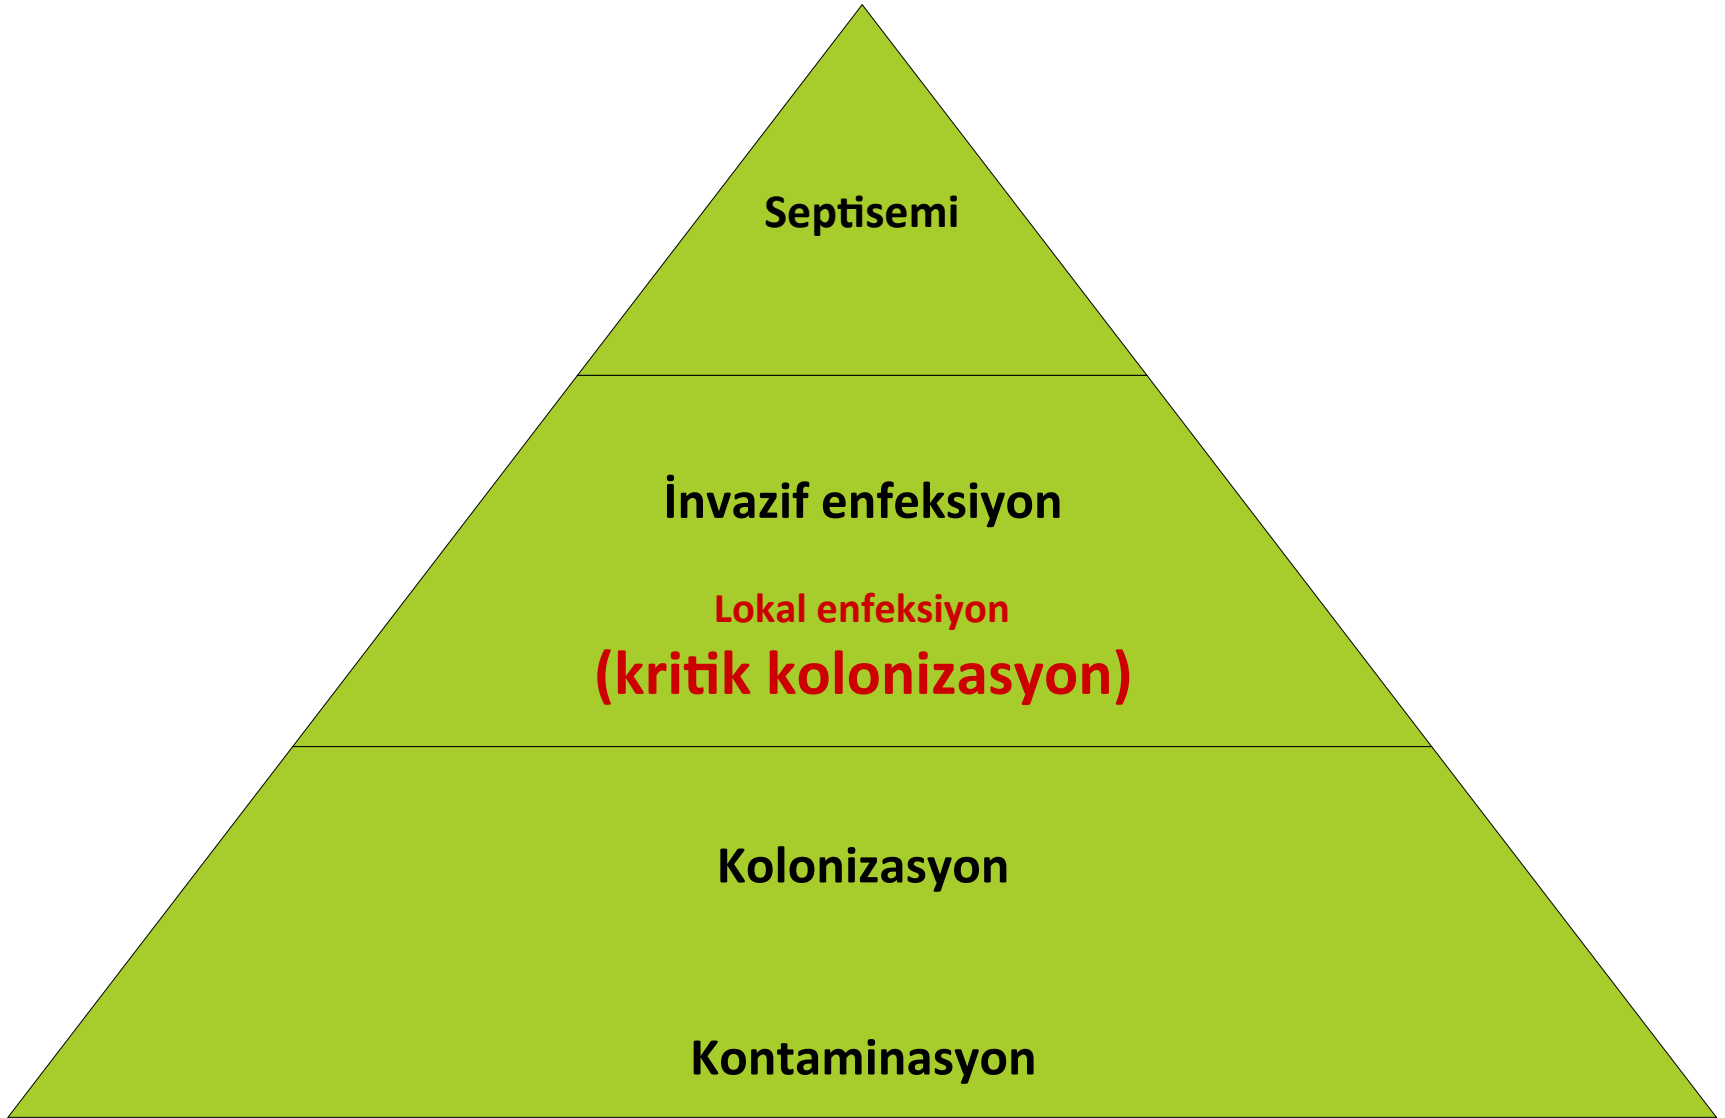 Septisemi
İnvazif enfeksiyon
Lokal enfeksiyon
(kritik kolonizasyon)
Kolonizasyon
Kontaminasyon